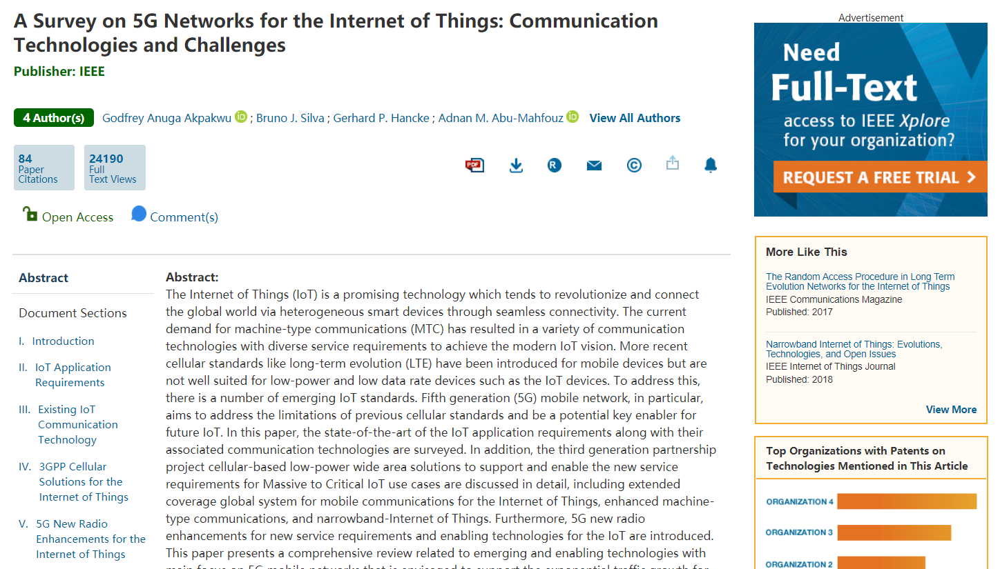 A Survey on 5G Networks for the Internet of Things: Communication
Technologies and Challenges
Publisher: IEEE
4 Author(s)
Godfrey Anuga Akpakwu iD ; Bruno J. Silva ; Gerhard P. Hancke ; Adnan M. Abu-Mahfouz iD View All Authors
84
Paper
Citations
24190
Full
Text Views
PDF
R
©
Open Access
Comment(s)
Abstract
Document Sections
I. Introduction
II. IoT Application
Requirements
III. Existing IoT
Communication
Technology
IV. 3GPP Cellular
Solutions for the
Internet of Things
V. 5G New Radio
Enhancements for the
Internet of Things
Abstract:
The Internet of Things (IoT) is a promising technology which tends to revolutionize and connect
the global world via heterogeneous smart devices through seamless connectivity. The current
demand for machine-type communications (MTC) has resulted in a variety of communication
technologies with diverse service requirements to achieve the modern IoT vision. More recent
cellular standards like long-term evolution (LTE) have been introduced for mobile devices but are
not well suited for low-power and low data rate devices such as the IoT devices. To address this,
there is a number of emerging IoT standards. Fifth generation (5G) mobile network, in particular,
aims to address the limitations of previous cellular standards and be a potential key enabler for
future IoT. In this paper, the state-of-the-art of the IoT application requirements along with their
associated communication technologies are surveyed. In addition, the third generation partnership
project cellular-based low-power wide area solutions to support and enable the new service
requirements for Massive to Critical IoT use cases are discussed in detail, including extended
coverage global system for mobile communications for the Internet of Things, enhanced machine-
type communications, and narrowband-Internet of Things. Furthermore, 5G new radio
enhancements for new service requirements and enabling technologies for the IoT are introduced.
This paper presents a comprehensive review related to emerging and enabling technologies with
main focus on 5G mobile networks that is envisaged to support the exponential traffic growth for
Advertisement
Need
Full-Text
access to IEEE Xplore
for your organization?
REQUEST A FREE TRIAL >
More Like This
The Random Access Procedure in Long Term
Evolution Networks for the Internet of Things
IEEE Communications Magazine
Published: 2017
Narrowband Internet of Things: Evolutions,
Technologies, and Open Issues
IEEE Internet of Things Journal
Published: 2018
View More
Top Organizations with Patents on
Technologies Mentioned in This Article
ORGANIZATION 4
ORGANIZATION 3
ORGANIZATION 2